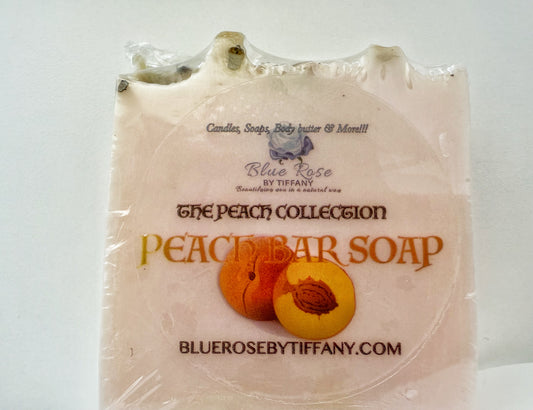 Candles, Soaps, Body butter & More!!!
Blue Rose
BY TIFFANY
Beautifying you in a natural way
THE PEACH COLLECTION
PEACH BAR SOAP
BLUEROSEBYTIFFANY.COM